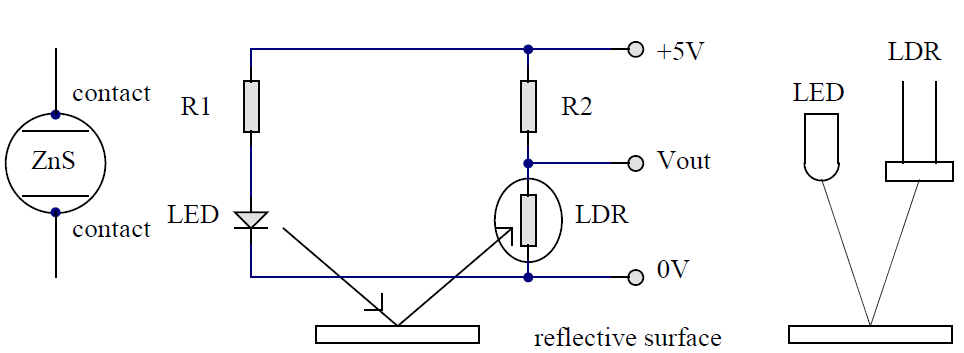 contact
ZnS
contact
R1
LED
+5V
R2
Vout
LDR
0V
reflective surface
LED
LDR